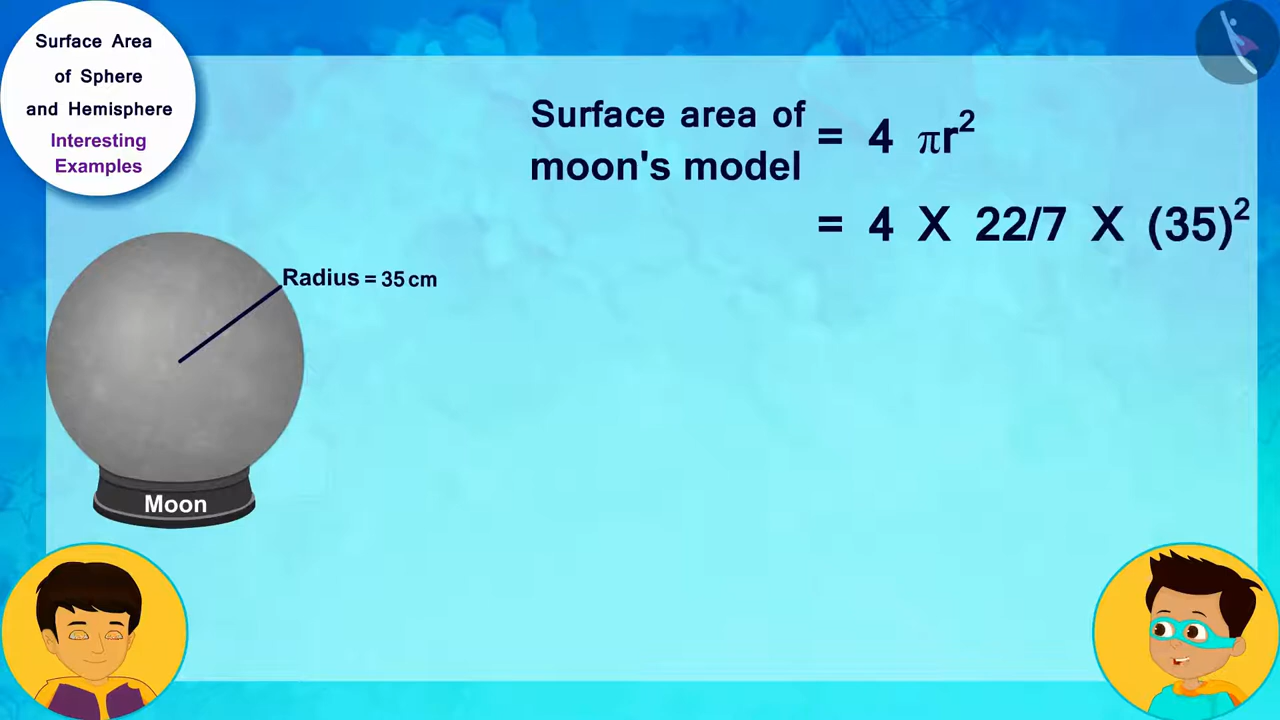 Surface Area
of Sphere
and Hemisphere
Interesting
Examples
Surface area of
moon's model
= 4 πr²
= 4 X 22/7 X (35)²
Radius = 35 cm
Moon